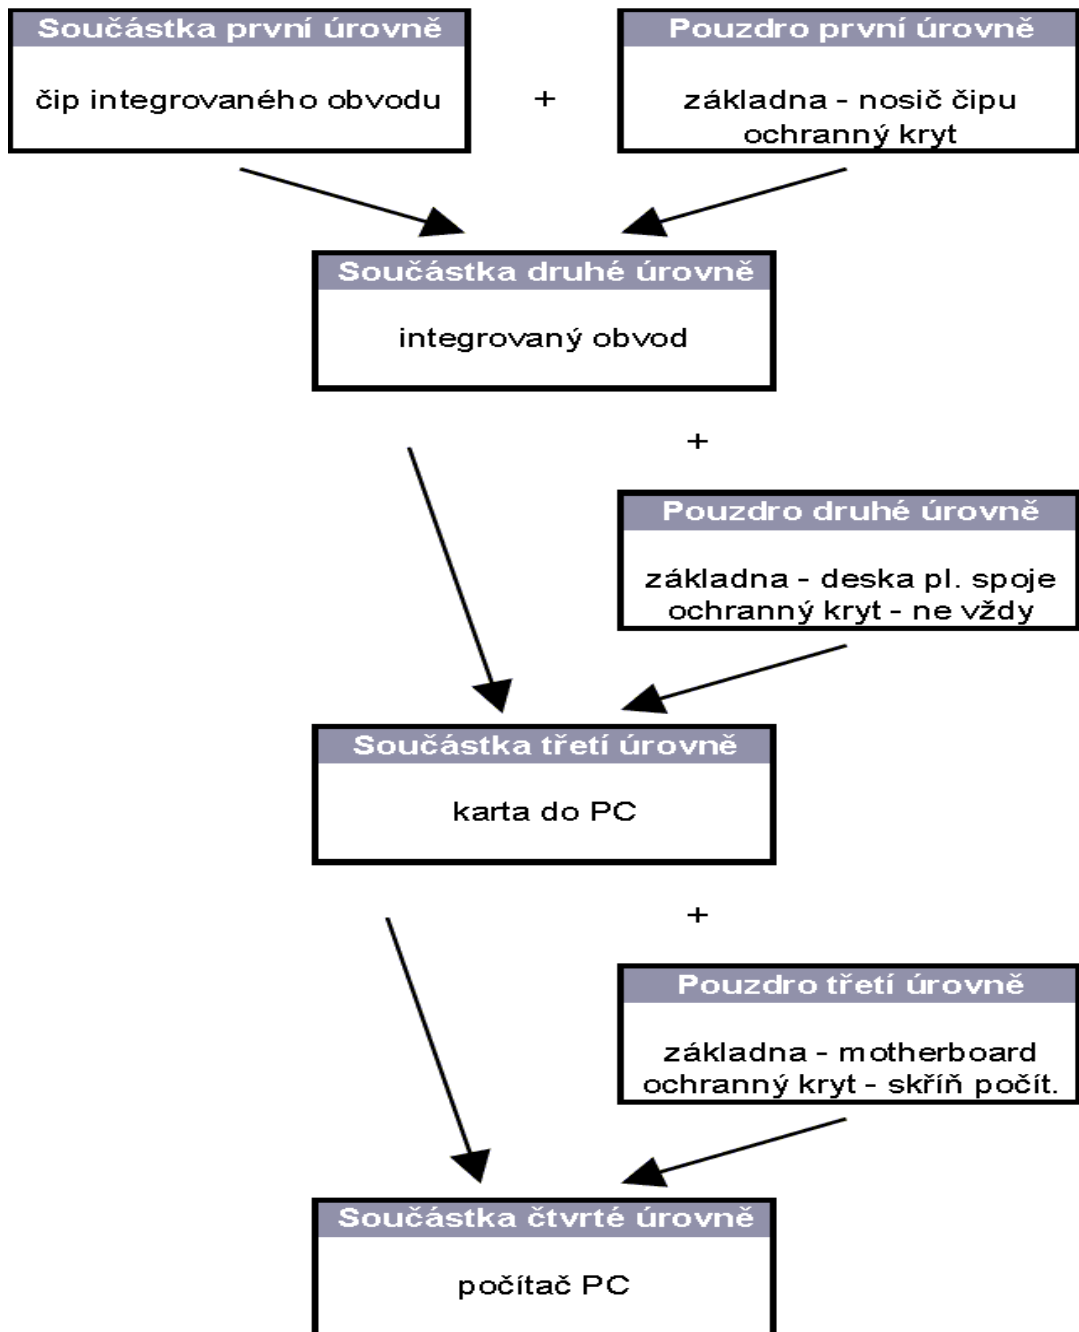 Součástka první úrovně
čip integrovaného obvodu
+
Pouzdro první úrovně
základna - nosič čipu
ochranný kryt
Součástka druhé úrovně
integrovaný obvod
+
Pouzdro druhé úrovně
základna - deska pl. spoje
ochranný kryt - ne vždy
Součástka třetí úrovně
karta do PC
+
Pouzdro třetí úrovně
základna - motherboard
ochranný kryt - skříň počít.
Součástka čtvrté úrovně
počítač PC